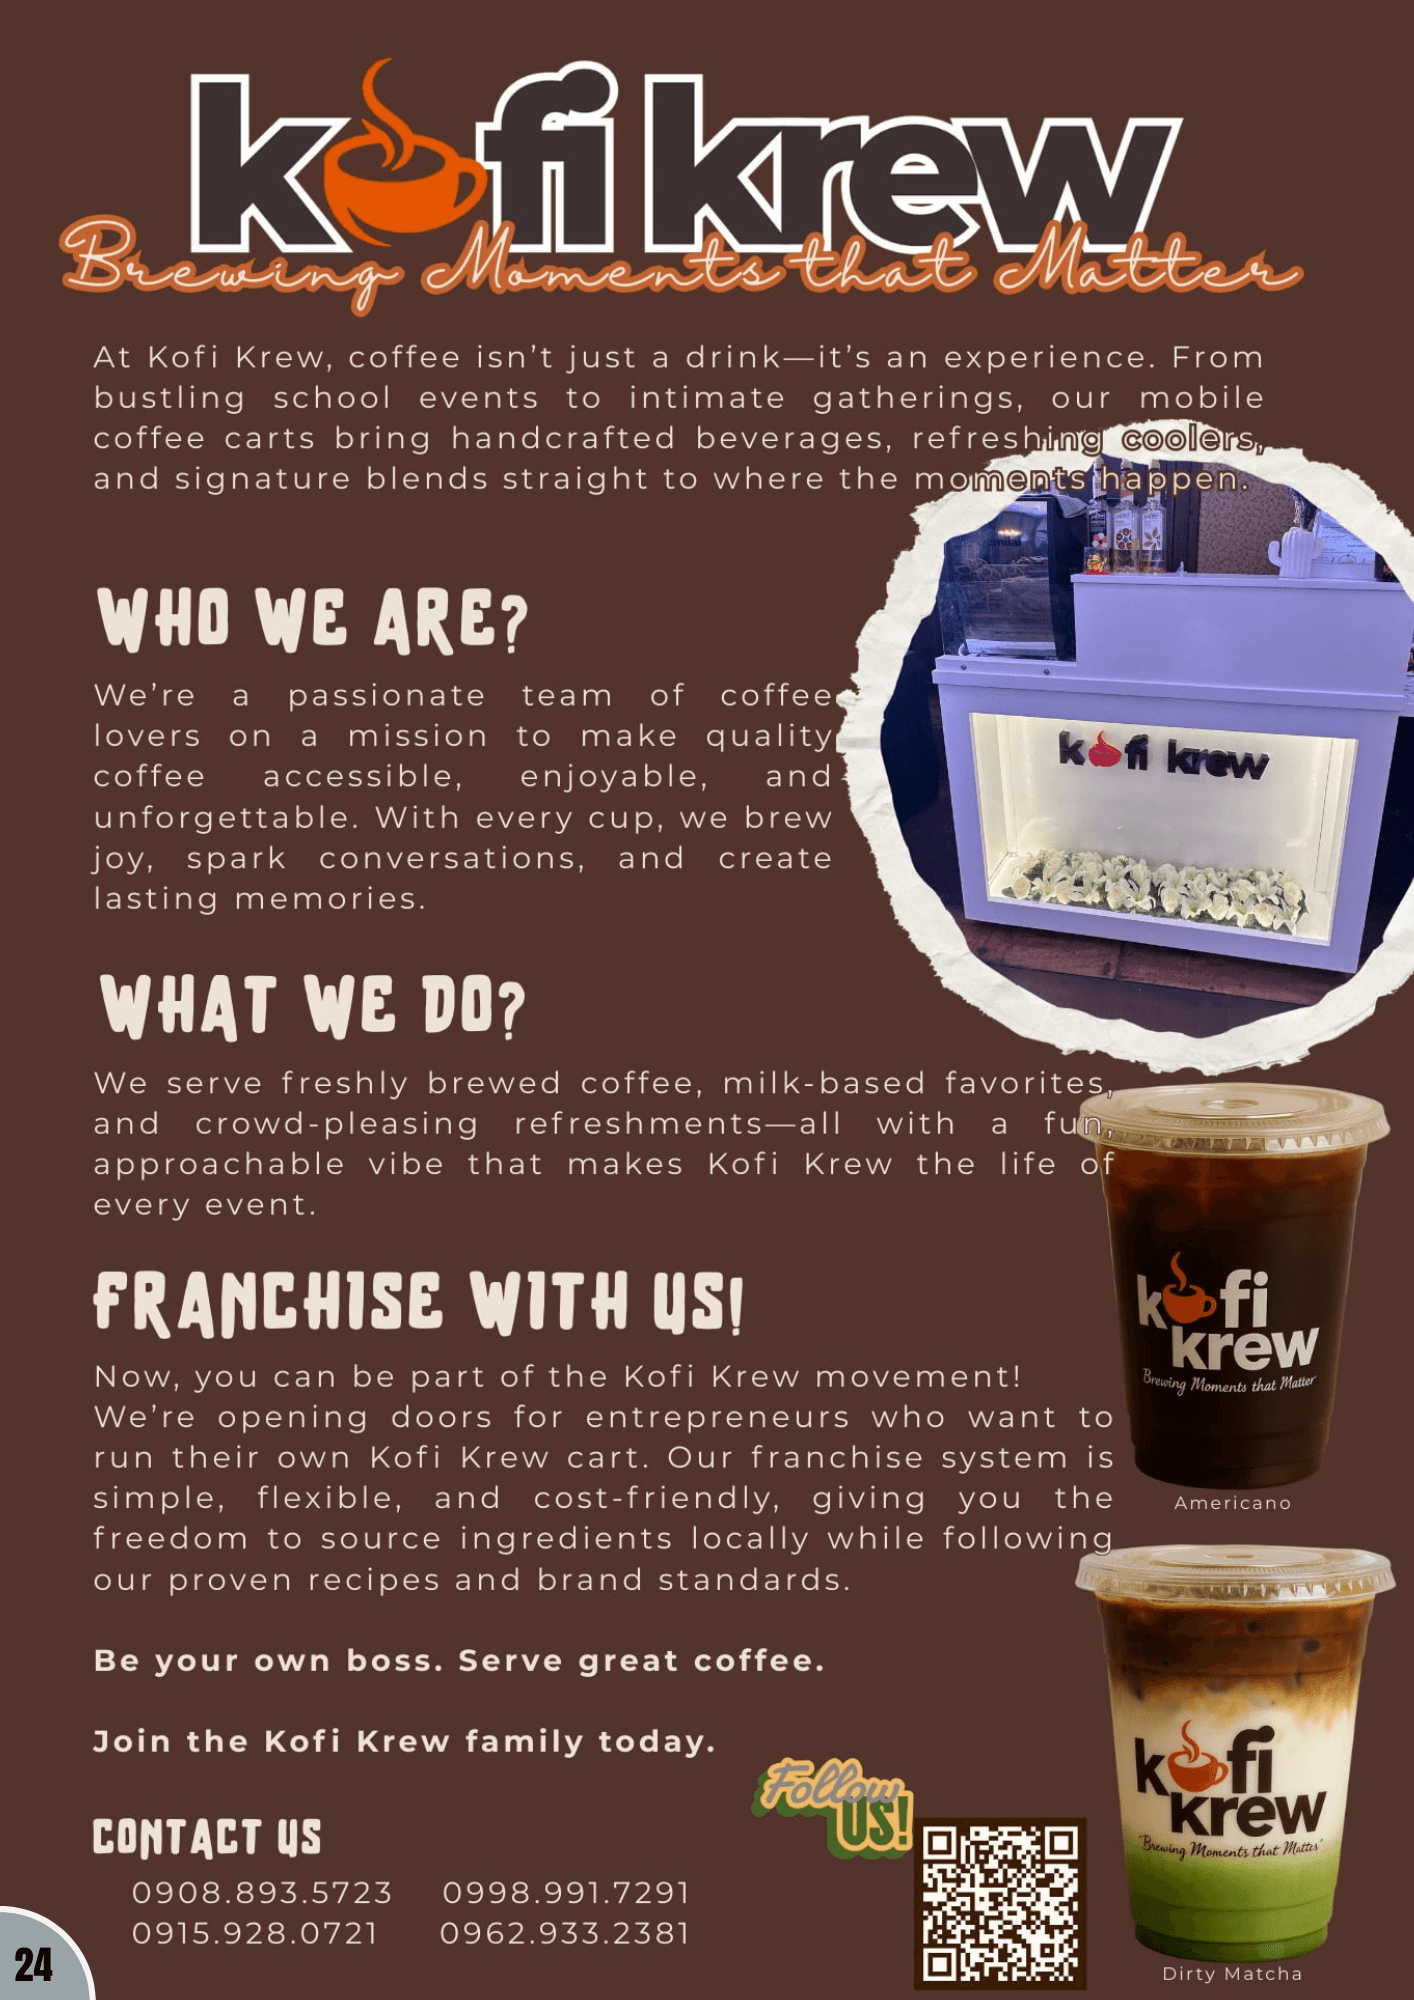 kofi krew
Brewing Moments that Matter
At Kofi Krew, coffee isn’t just a drink—it’s an experience. From
bustling school events to intimate gatherings, our mobile
coffee carts bring handcrafted beverages, refreshing coolers,
and signature blends straight to where the moments happen.
WHO WE ARE?
We’re a passionate team of coffee
lovers on a mission to make quality
coffee accessible, enjoyable, and
unforgettable. With every cup, we brew
joy, spark conversations, and create
lasting memories.
kofi krew
WHAT WE DO?
We serve freshly brewed coffee, milk-based favorites,
and crowd-pleasing refreshments—all with a fun,
approachable vibe that makes Kofi Krew the life of
every event.
FRANCHISE WITH US!
Now, you can be part of the Kofi Krew movement!
We’re opening doors for entrepreneurs who want to
run their own Kofi Krew cart. Our franchise system is
simple, flexible, and cost-friendly, giving you the
freedom to source ingredients locally while following
our proven recipes and brand standards.
Be your own boss. Serve great coffee.
Join the Kofi Krew family today.
kofi
krew
Brewing Moments that Matter
Americano
kofi
krew
"Brewing Moments that Matter"
Dirty Matcha
Follow
US!
CONTACT US
0908.893.5723 0998.991.7291
0915.928.0721 0962.933.2381
24